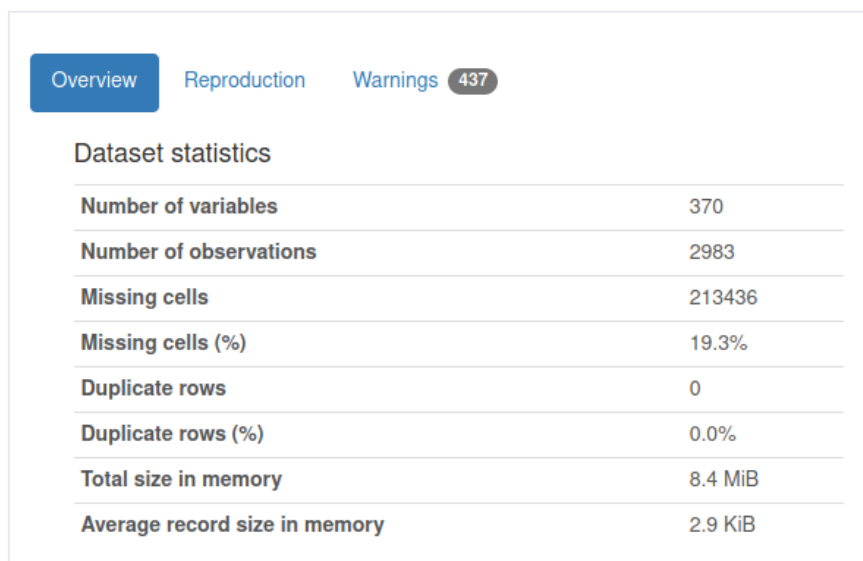 Overview Reproduction Warnings 437
Dataset statistics
Number of variables 370
Number of observations 2983
Missing cells 213436
Missing cells (%) 19.3%
Duplicate rows 0
Duplicate rows (%) 0.0%
Total size in memory 8.4 MiB
Average record size in memory 2.9 KiB